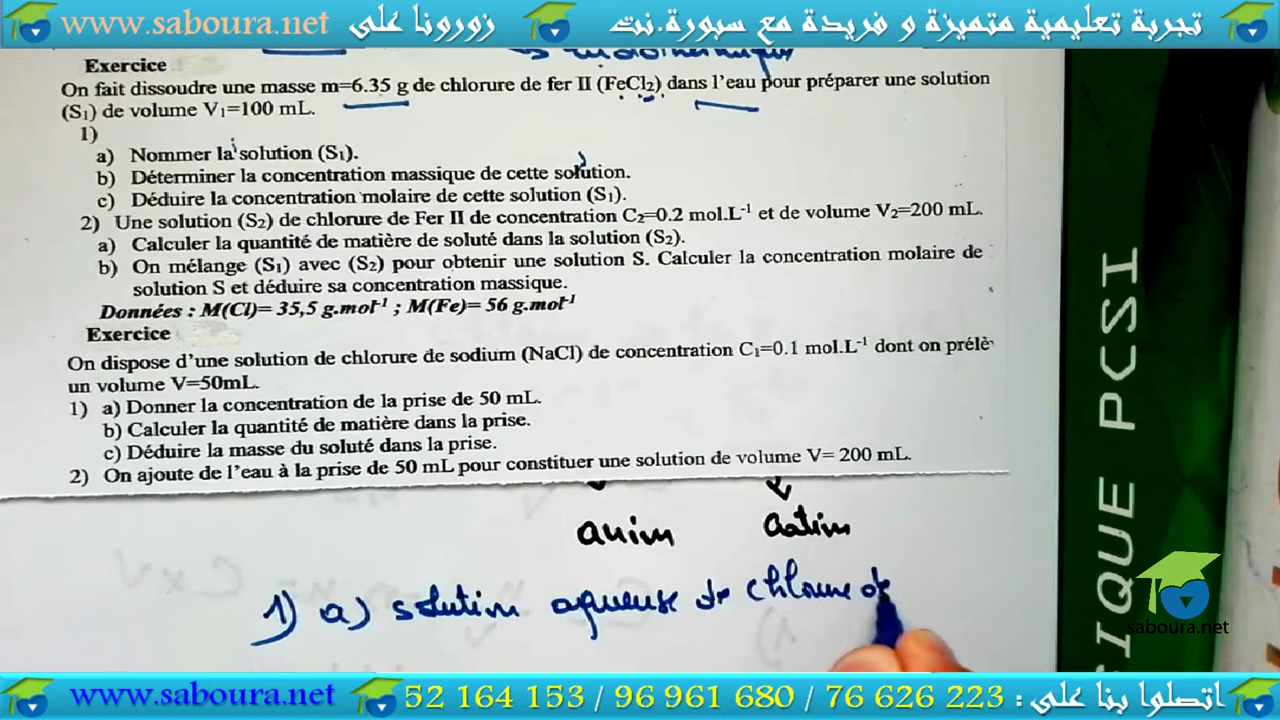 www.saboura.net زورونا على تجربة تعليمية متميزة و فريدة مع سبورة.نت
Exercice
On fait dissoudre une masse m=6.35 g de chlorure de fer II (FeCl₂) dans l'eau pour préparer une solution
(S₁) de volume V₁=100 mL.
1)
a) Nommer la solution (S₁).
b) Déterminer la concentration massique de cette solution.
c) Déduire la concentration molaire de cette solution (S₁).
2) Une solution (S₂) de chlorure de Fer II de concentration C₂=0.2 mol.L⁻¹ et de volume V₂=200 mL.
a) Calculer la quantité de matière de soluté dans la solution (S₂).
b) On mélange (S₁) avec (S₂) pour obtenir une solution S. Calculer la concentration molaire de
solution S et déduire sa concentration massique.
Données : M(Cl)= 35,5 g.mol⁻¹ ; M(Fe)= 56 g.mol⁻¹
Exercice
On dispose d'une solution de chlorure de sodium (NaCl) de concentration C₁=0.1 mol.L⁻¹ dont on prélè
un volume V=50mL.
1) a) Donner la concentration de la prise de 50 mL.
b) Calculer la quantité de matière dans la prise.
c) Déduire la masse du soluté dans la prise.
2) On ajoute de l'eau à la prise de 50 mL pour constituer une solution de volume V= 200 mL.
anion
1) a) solution aqueuse de chlorure de
IQUE PCSI
saboura.net
www.saboura.net 52 164 153 / 96 961 680 / 76 626 223 : اتصلوا بنا على